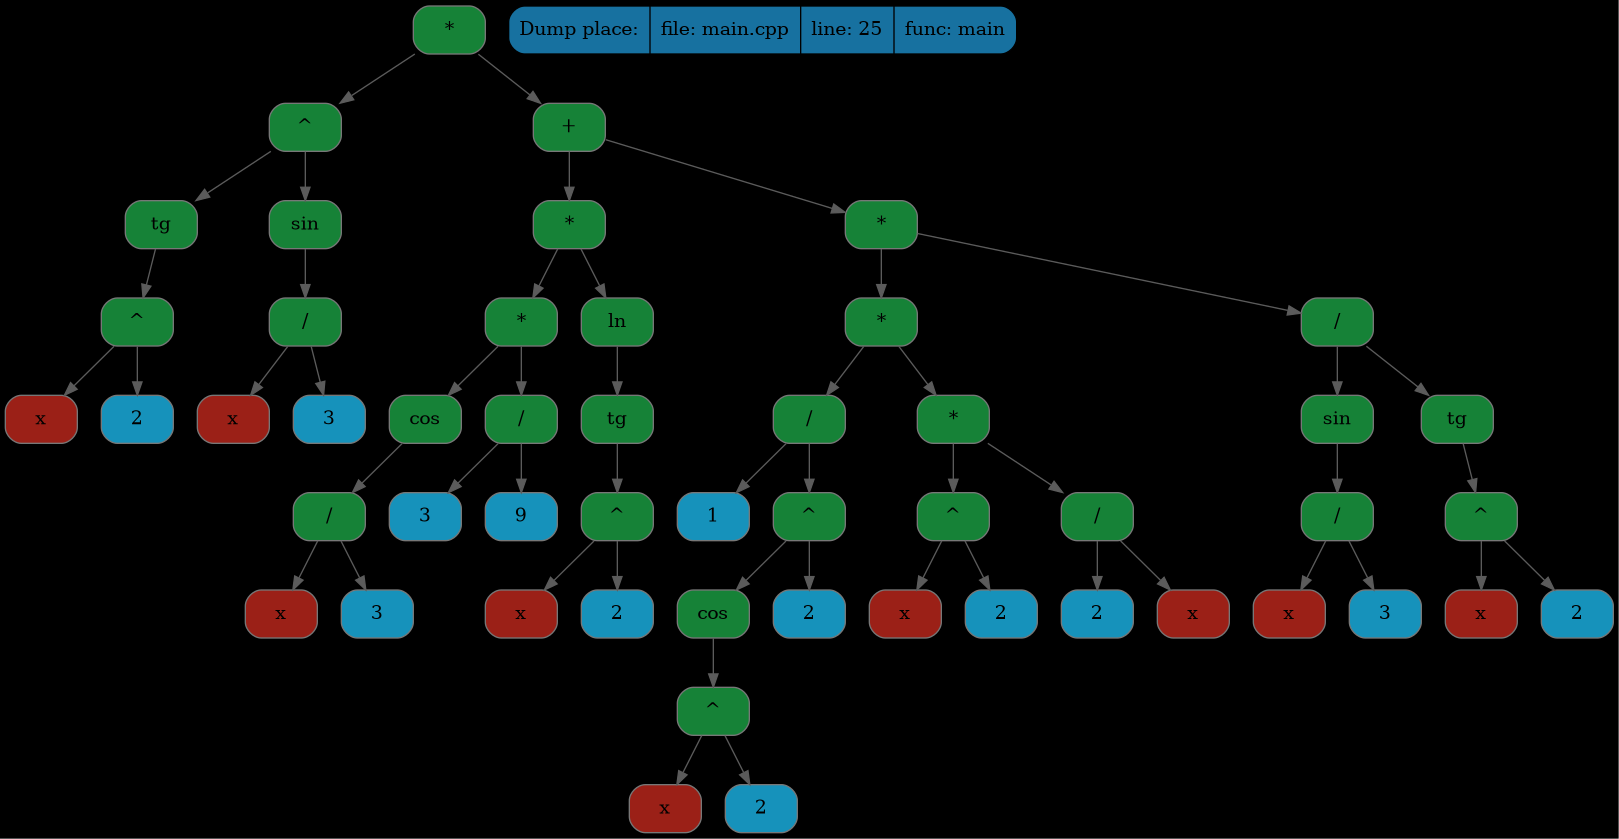 * Dump place: file: main.cpp line: 25 func: main
^ +
tg sin * *
^ / * ln * /
x 2 x 3 cos / tg / * sin tg
/ 3 9 ^ 1 ^ ^ / / ^
x 3 x 2 cos 2 x 2 2 x x 3 x 2
^
x 2